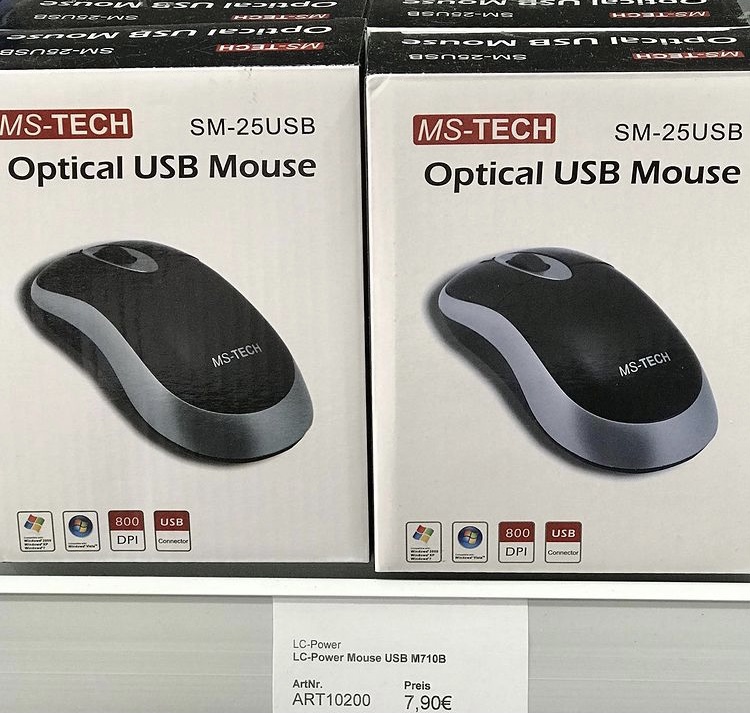 Optical USB Mouse
SM-25USB
MS-TECH
Optical USB Mouse
SM-25USB
MS-TECH
MS-TECH
SM-25USB
Optical USB Mouse
MS-TECH
800
DPI
USB
Connector
MS-TECH
SM-25USB
Optical USB Mouse
MS-TECH
800
DPI
USB
Connector
LC-Power
LC-Power Mouse USB M710B
ArtNr.
Preis
ART10200
7,90€